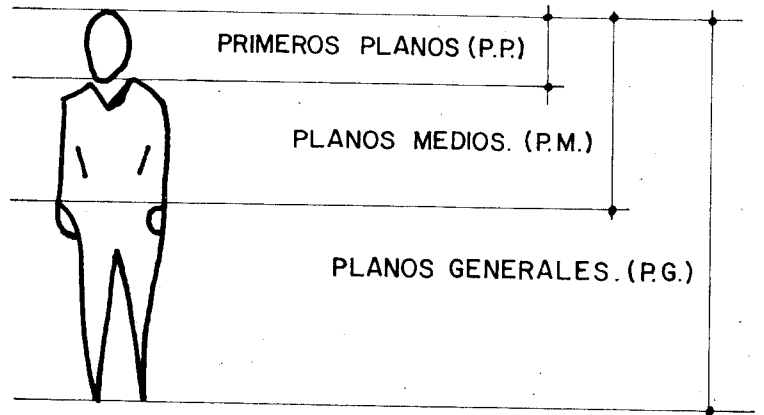 PRIMEROS PLANOS (P.P.)
PLANOS MEDIOS. (P.M.)
PLANOS GENERALES. (P.G.)